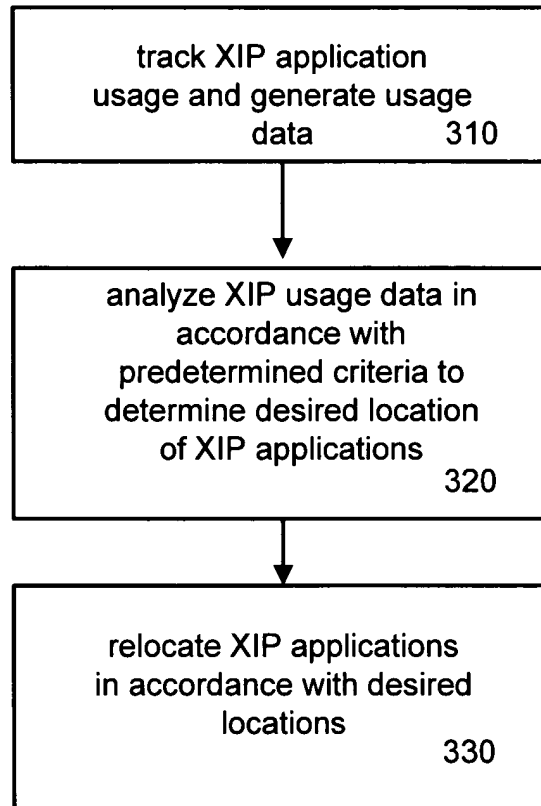 track XIP application
usage and generate usage
data 310
analyze XIP usage data in
accordance with
predetermined criteria to
determine desired location
of XIP applications
320
relocate XIP applications
in accordance with desired
locations
330